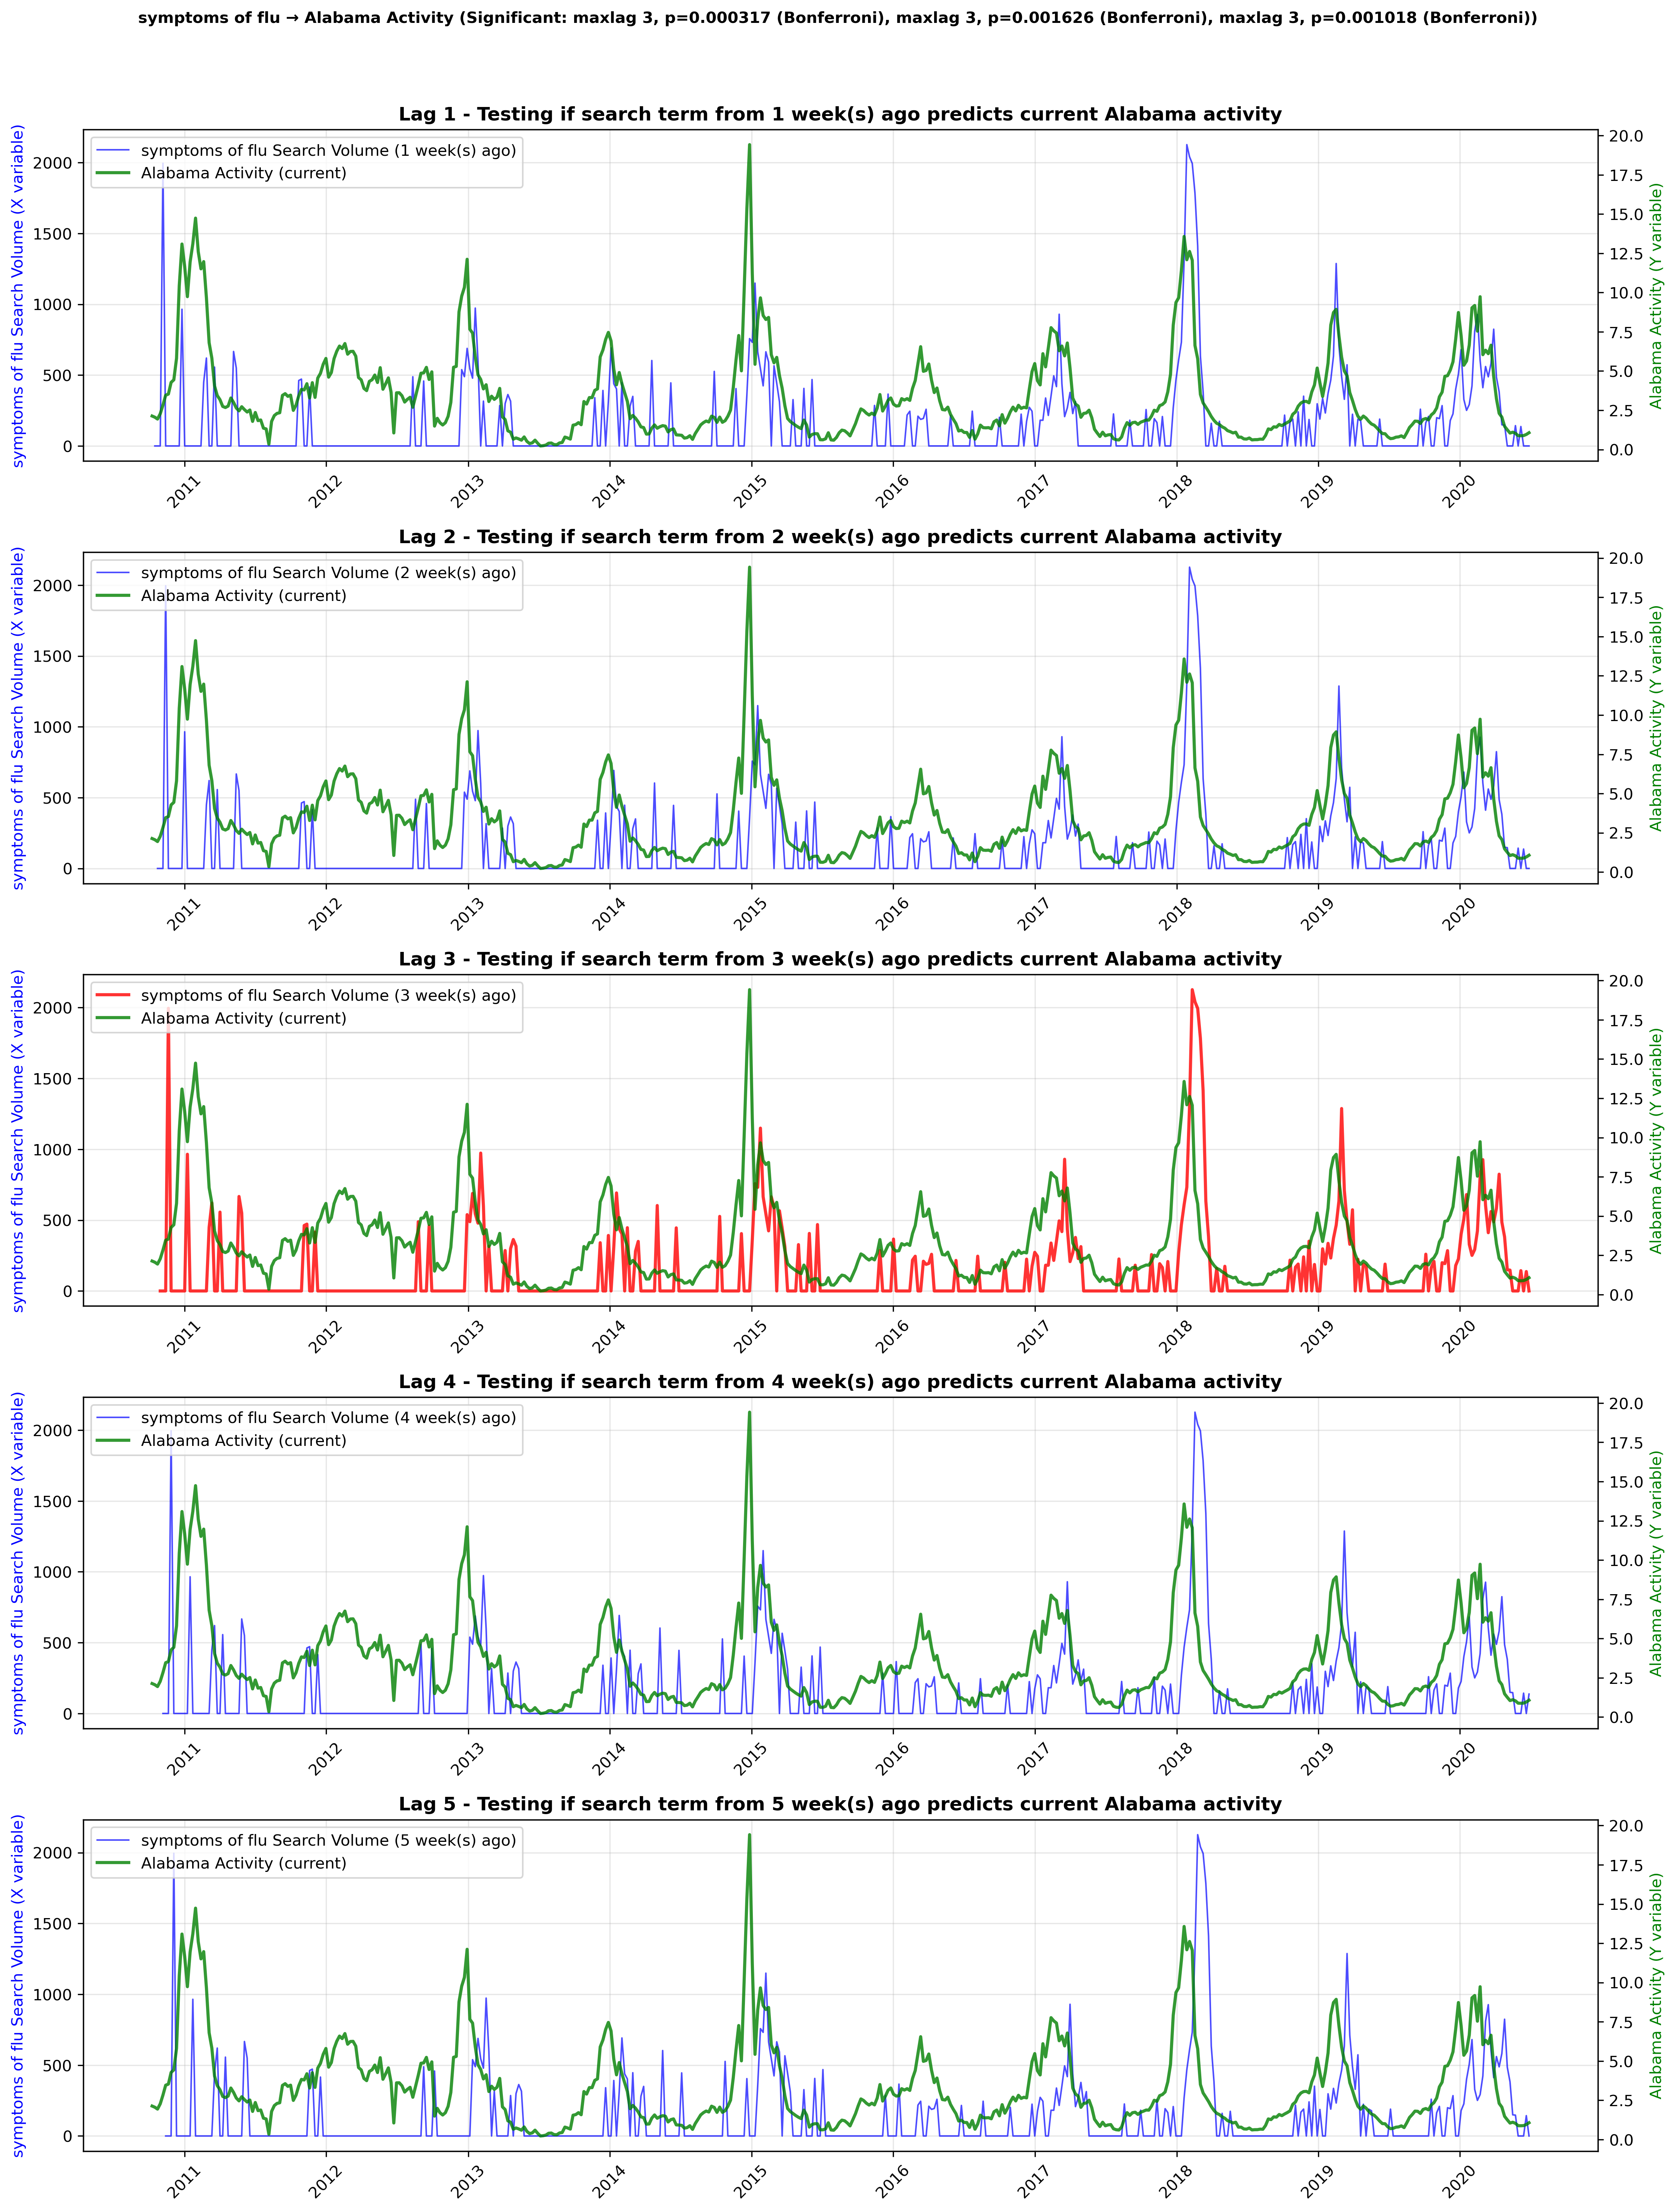 symptoms of flu → Alabama Activity (Significant: maxlag 3, p=0.000317 (Bonferroni), maxlag 3, p=0.001626 (Bonferroni), maxlag 3, p=0.001018 (Bonferroni))
Lag 1 - Testing if search term from 1 week(s) ago predicts current Alabama activity
symptoms of flu Search Volume (1 week(s) ago)
Alabama Activity (current)
symptoms of flu Search Volume (X variable)
2000
1500
1000
500
0
20.0
17.5
15.0
12.5
10.0
7.5
5.0
2.5
0.0
Alabama Activity (Y variable)
2011 2012 2013 2014 2015 2016 2017 2018 2019 2020
Lag 2 - Testing if search term from 2 week(s) ago predicts current Alabama activity
symptoms of flu Search Volume (2 week(s) ago)
Alabama Activity (current)
symptoms of flu Search Volume (X variable)
2000
1500
1000
500
0
20.0
17.5
15.0
12.5
10.0
7.5
5.0
2.5
0.0
Alabama Activity (Y variable)
2011 2012 2013 2014 2015 2016 2017 2018 2019 2020
Lag 3 - Testing if search term from 3 week(s) ago predicts current Alabama activity
symptoms of flu Search Volume (3 week(s) ago)
Alabama Activity (current)
symptoms of flu Search Volume (X variable)
2000
1500
1000
500
0
20.0
17.5
15.0
12.5
10.0
7.5
5.0
2.5
0.0
Alabama Activity (Y variable)
2011 2012 2013 2014 2015 2016 2017 2018 2019 2020
Lag 4 - Testing if search term from 4 week(s) ago predicts current Alabama activity
symptoms of flu Search Volume (4 week(s) ago)
Alabama Activity (current)
symptoms of flu Search Volume (X variable)
2000
1500
1000
500
0
20.0
17.5
15.0
12.5
10.0
7.5
5.0
2.5
0.0
Alabama Activity (Y variable)
2011 2012 2013 2014 2015 2016 2017 2018 2019 2020
Lag 5 - Testing if search term from 5 week(s) ago predicts current Alabama activity
symptoms of flu Search Volume (5 week(s) ago)
Alabama Activity (current)
symptoms of flu Search Volume (X variable)
2000
1500
1000
500
0
20.0
17.5
15.0
12.5
10.0
7.5
5.0
2.5
0.0
Alabama Activity (Y variable)
2011 2012 2013 2014 2015 2016 2017 2018 2019 2020